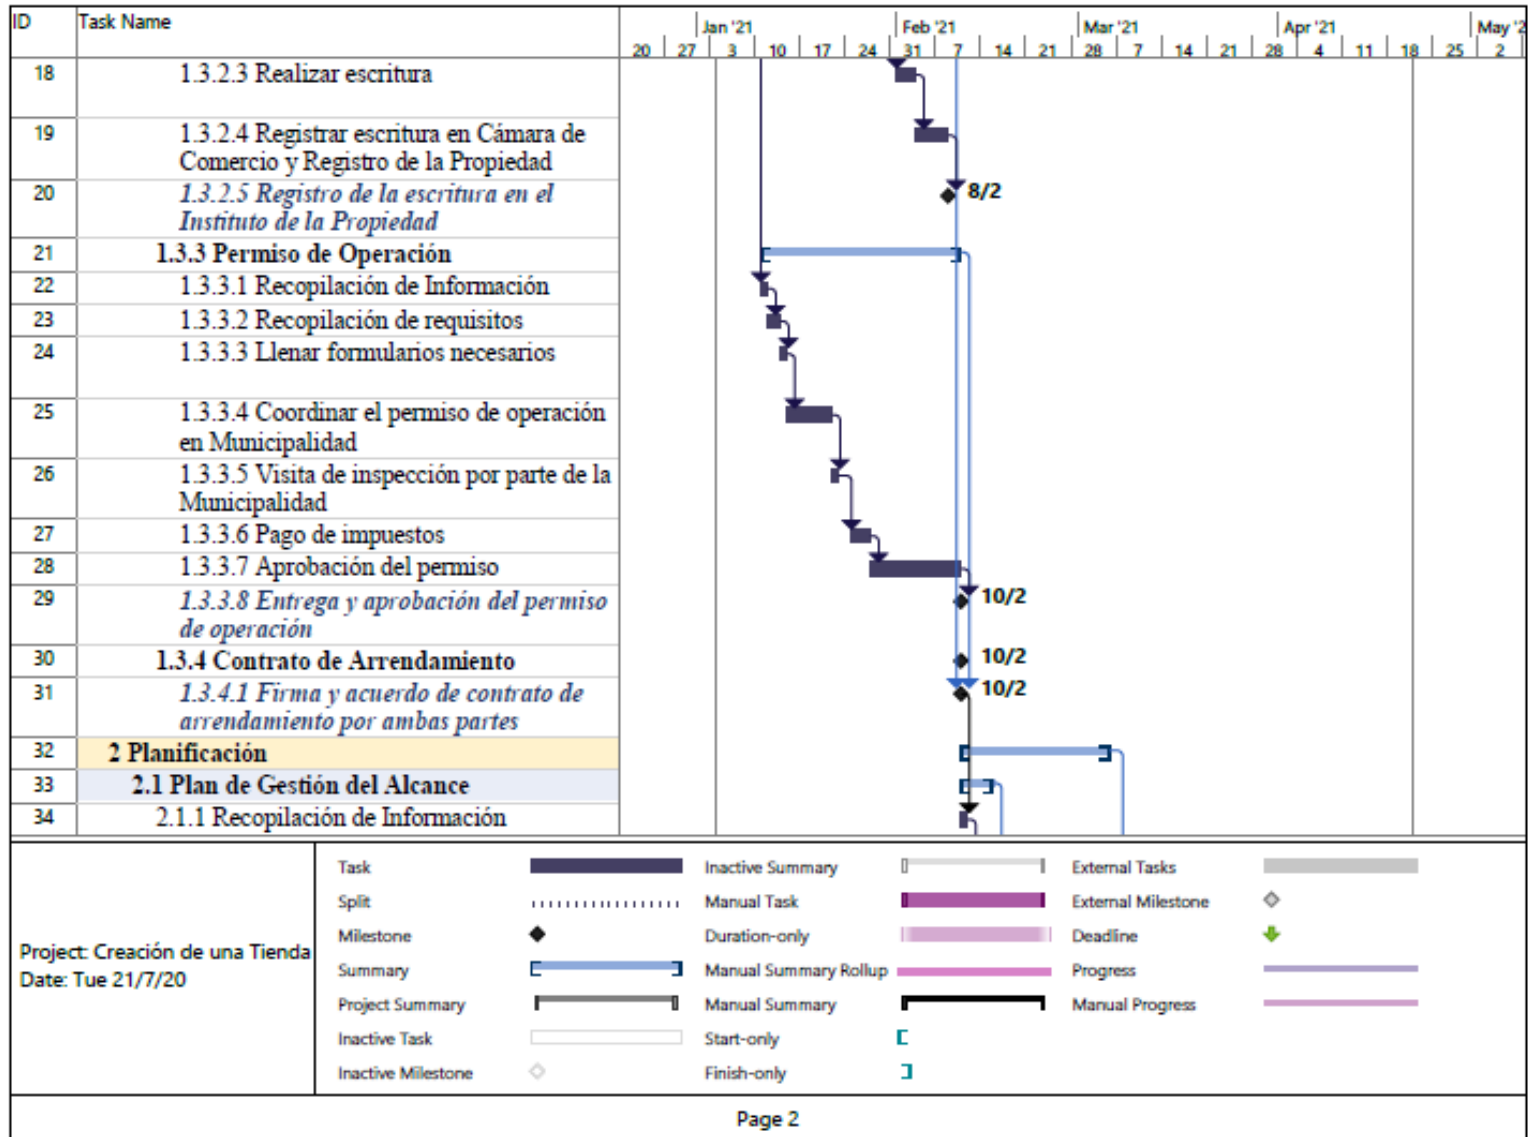 ID Task Name Jan '21 Feb '21 Mar '21 Apr '21 May '2
20 27 3 10 17 24 31 7 14 21 28 7 14 21 28 4 11 18 25 2
18 1.3.2.3 Realizar escritura
19 1.3.2.4 Registrar escritura en Cámara de
Comercio y Registro de la Propiedad
20 1.3.2.5 Registro de la escritura en el 8/2
Instituto de la Propiedad
21 1.3.3 Permiso de Operación
22 1.3.3.1 Recopilación de Información
23 1.3.3.2 Recopilación de requisitos
24 1.3.3.3 Llenar formularios necesarios
25 1.3.3.4 Coordinar el permiso de operación
en Municipalidad
26 1.3.3.5 Visita de inspección por parte de la
Municipalidad
27 1.3.3.6 Pago de impuestos
28 1.3.3.7 Aprobación del permiso
29 1.3.3.8 Entrega y aprobación del permiso 10/2
de operación
30 1.3.4 Contrato de Arrendamiento 10/2
31 1.3.4.1 Firma y acuerdo de contrato de 10/2
arrendamiento por ambas partes
32 2 Planificación
33 2.1 Plan de Gestión del Alcance
34 2.1.1 Recopilación de Información
Project: Creación de una Tienda
Date: Tue 21/7/20
Task Inactive Summary External Tasks
Split Manual Task External Milestone
Milestone Duration-only Deadline
Summary Manual Summary Rollup Progress
Project Summary Manual Summary Manual Progress
Inactive Task Start-only
Inactive Milestone Finish-only
Page 2